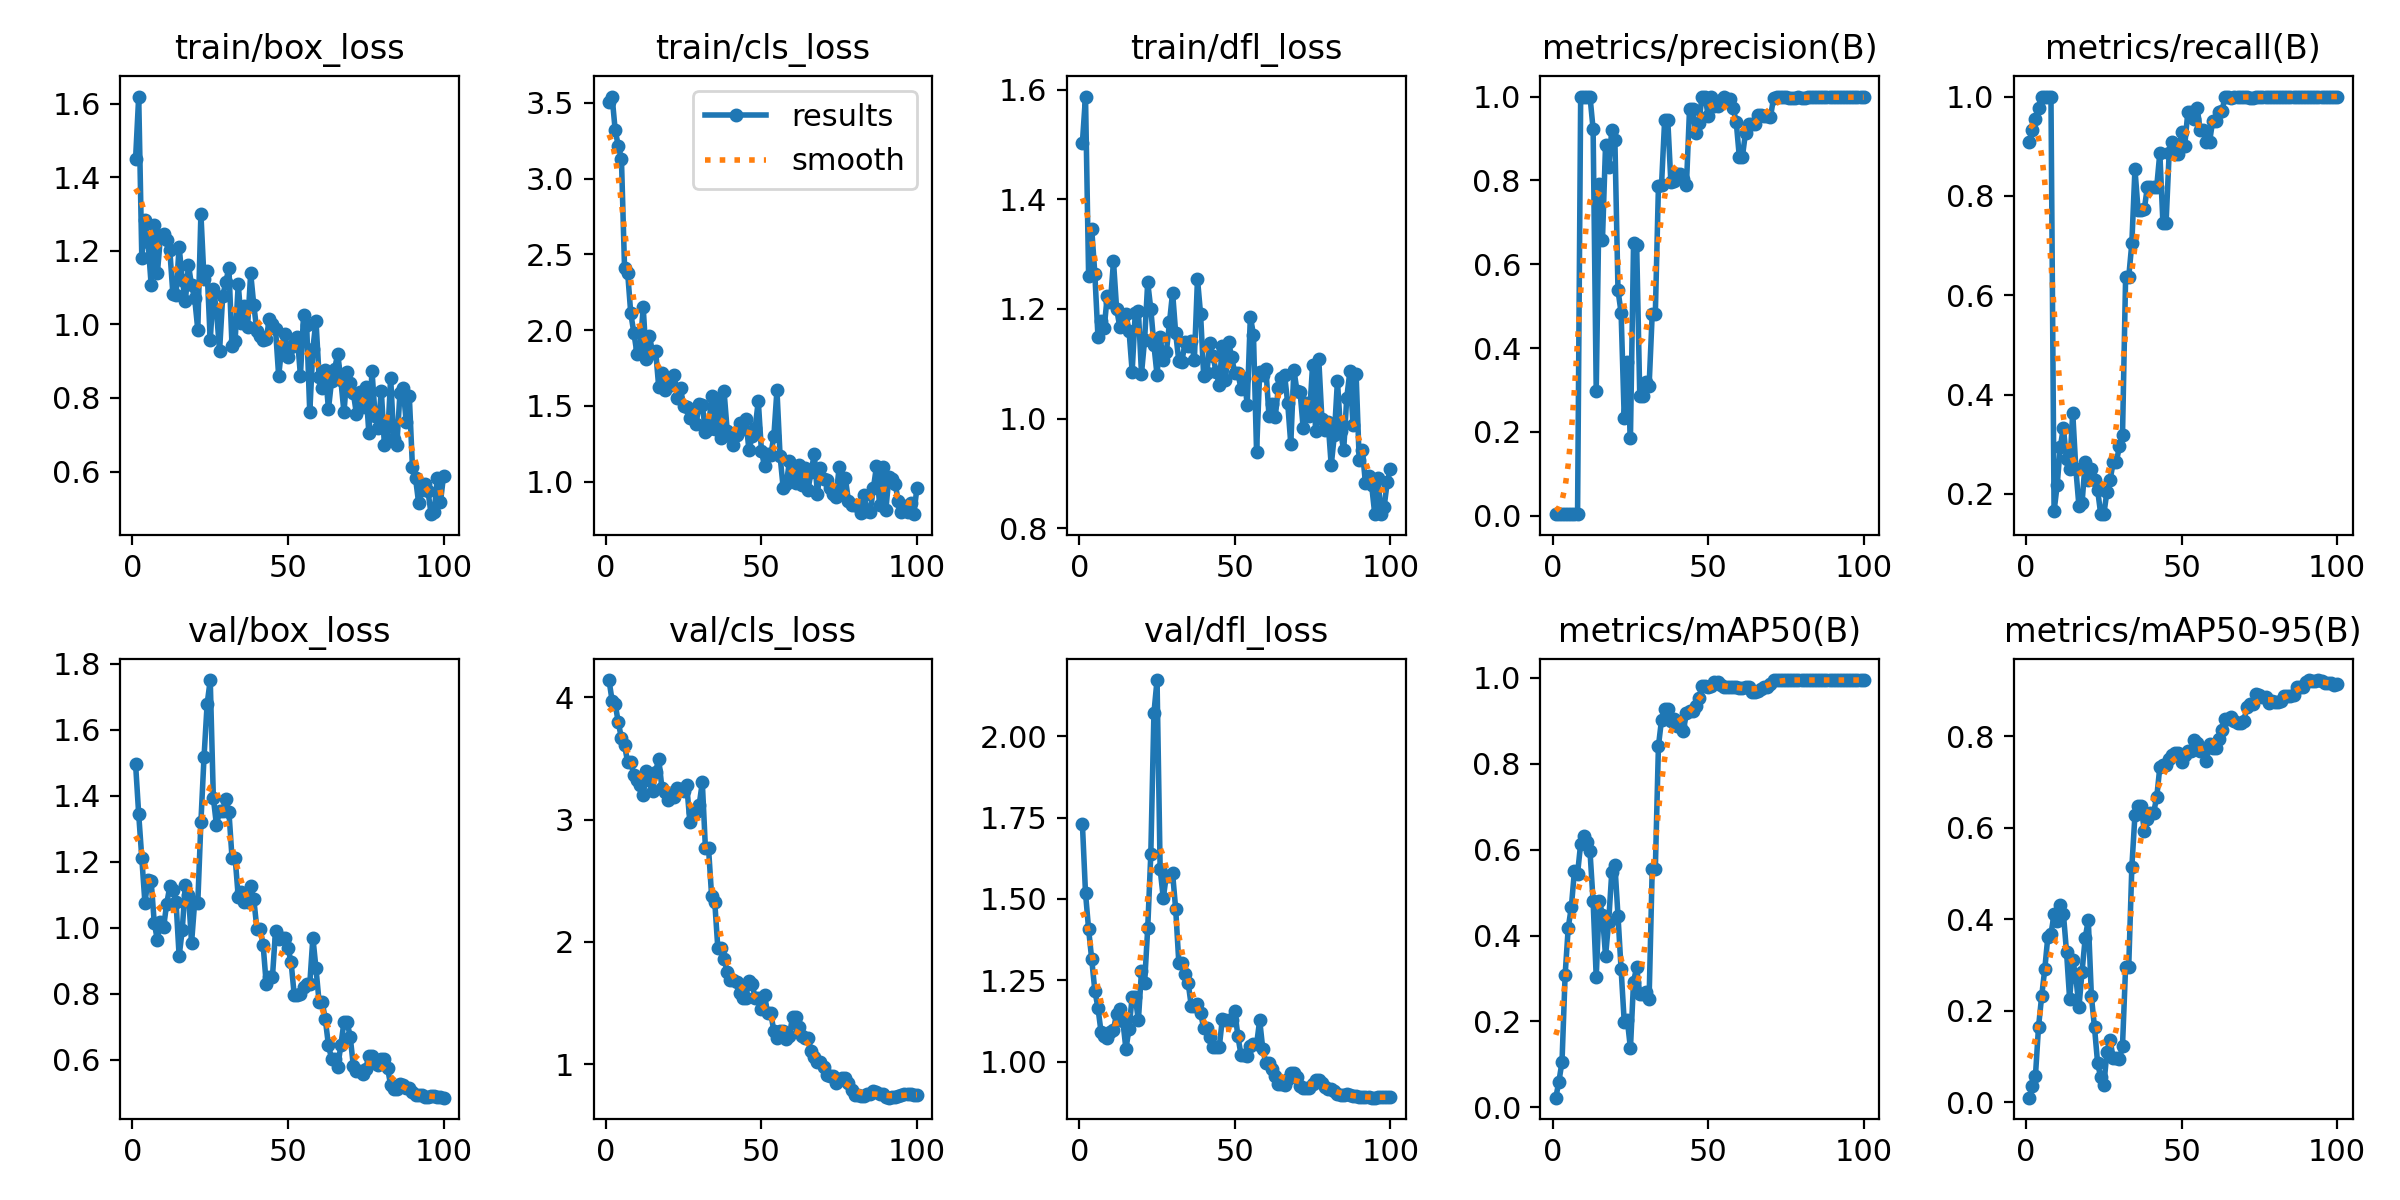 train/box_loss
train/cls_loss
train/dfl_loss
metrics/precision(B)
metrics/recall(B)
1.6
1.4
1.2
1.0
0.8
0.6
0 50 100
3.5
3.0
2.5
2.0
1.5
1.0
results
smooth
0 50 100
1.6
1.4
1.2
1.0
0.8
0 50 100
1.0
0.8
0.6
0.4
0.2
0.0
0 50 100
1.0
0.8
0.6
0.4
0.2
0 50 100
val/box_loss
val/cls_loss
val/dfl_loss
metrics/mAP50(B)
metrics/mAP50-95(B)
1.8
1.6
1.4
1.2
1.0
0.8
0.6
0 50 100
4
3
2
1
0 50 100
2.00
1.75
1.50
1.25
1.00
0 50 100
1.0
0.8
0.6
0.4
0.2
0.0
0 50 100
0.8
0.6
0.4
0.2
0.0
0 50 100